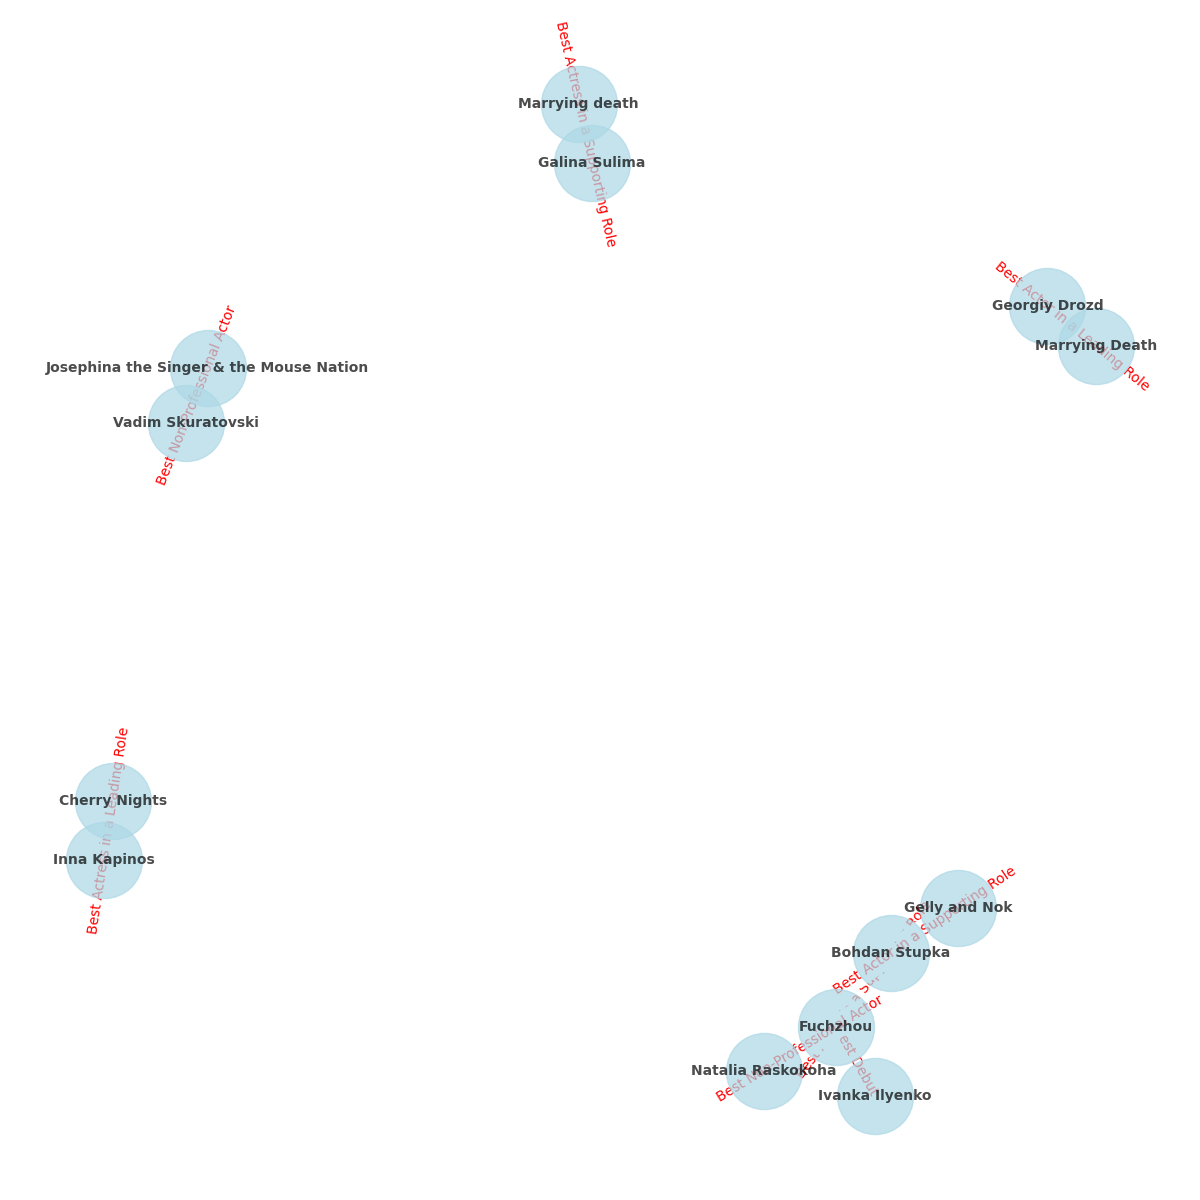 Best Actress in a Supporting Role
Marrying death
Galina Sulima
Best Actor in a Leading Role
Georgiy Drozd
Marrying Death
Best Non-Professional Actor
Josephina the Singer & the Mouse Nation
Vadim Skuratovski
Best Actress in a Leading Role
Cherry Nights
Inna Kapinos
Best Actor in a Supporting Role
Gelly and Nok
Bohdan Stupka
Fuchzhou
Best Non-Professional Actor
Natalia Raskokoha
Best Debut
Ivanka Ilyenko